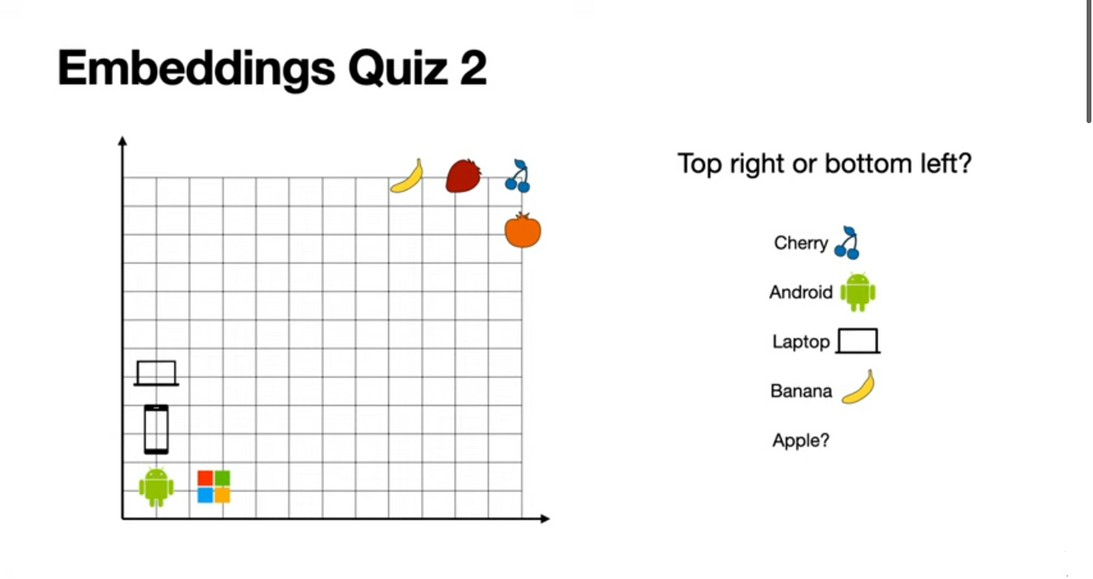 Embeddings Quiz 2
Top right or bottom left?
Cherry
Android
Laptop
Banana
Apple?